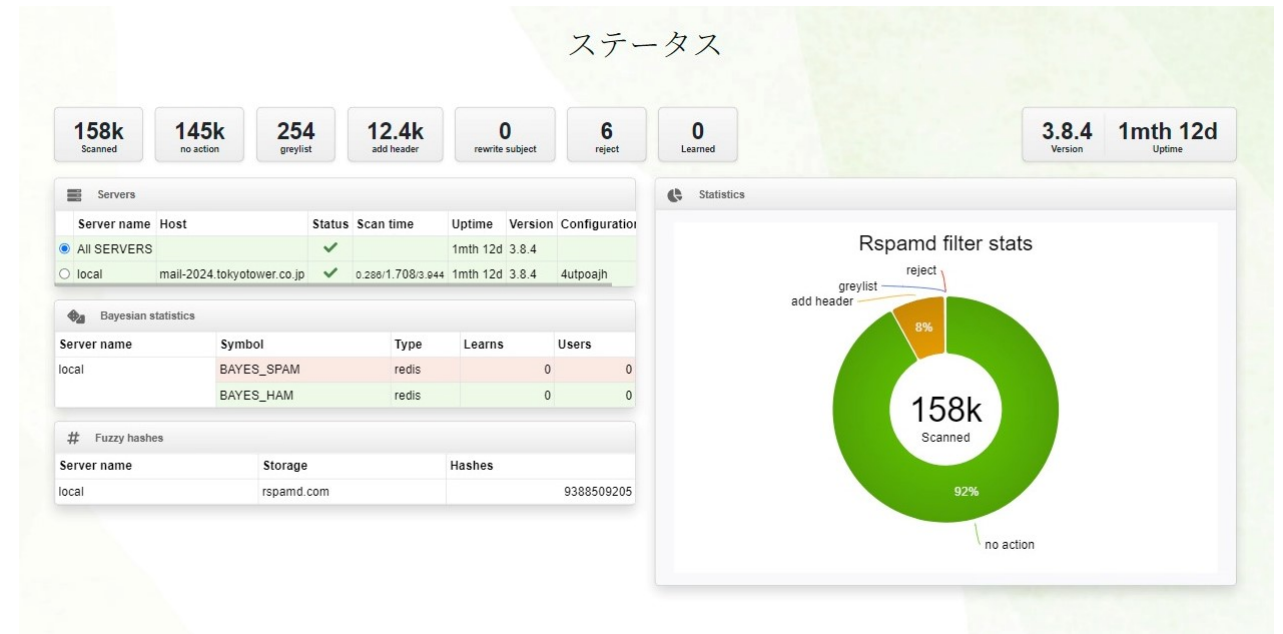 ステータス
158k 145k 254 12.4k 0 6 0 3.8.4 1mth 12d
Scanned no action greylist add header rewrite subject reject Learned Version Uptime
Servers
Server name Host Status Scan time Uptime Version Configuration
All SERVERS 1mth 12d 3.8.4
local mail-2024.tokyotower.co.jp 0.286/1.708/3.944 1mth 12d 3.8.4 4utpoajh
Bayesian statistics
Server name Symbol Type Learns Users
local BAYES_SPAM redis 0 0
BAYES_HAM redis 0 0
# Fuzzy hashes
Server name Storage Hashes
local rspamd.com 9388509205
Statistics
Rspamd filter stats
reject
greylist
add header
8%
158k
Scanned
92%
no action